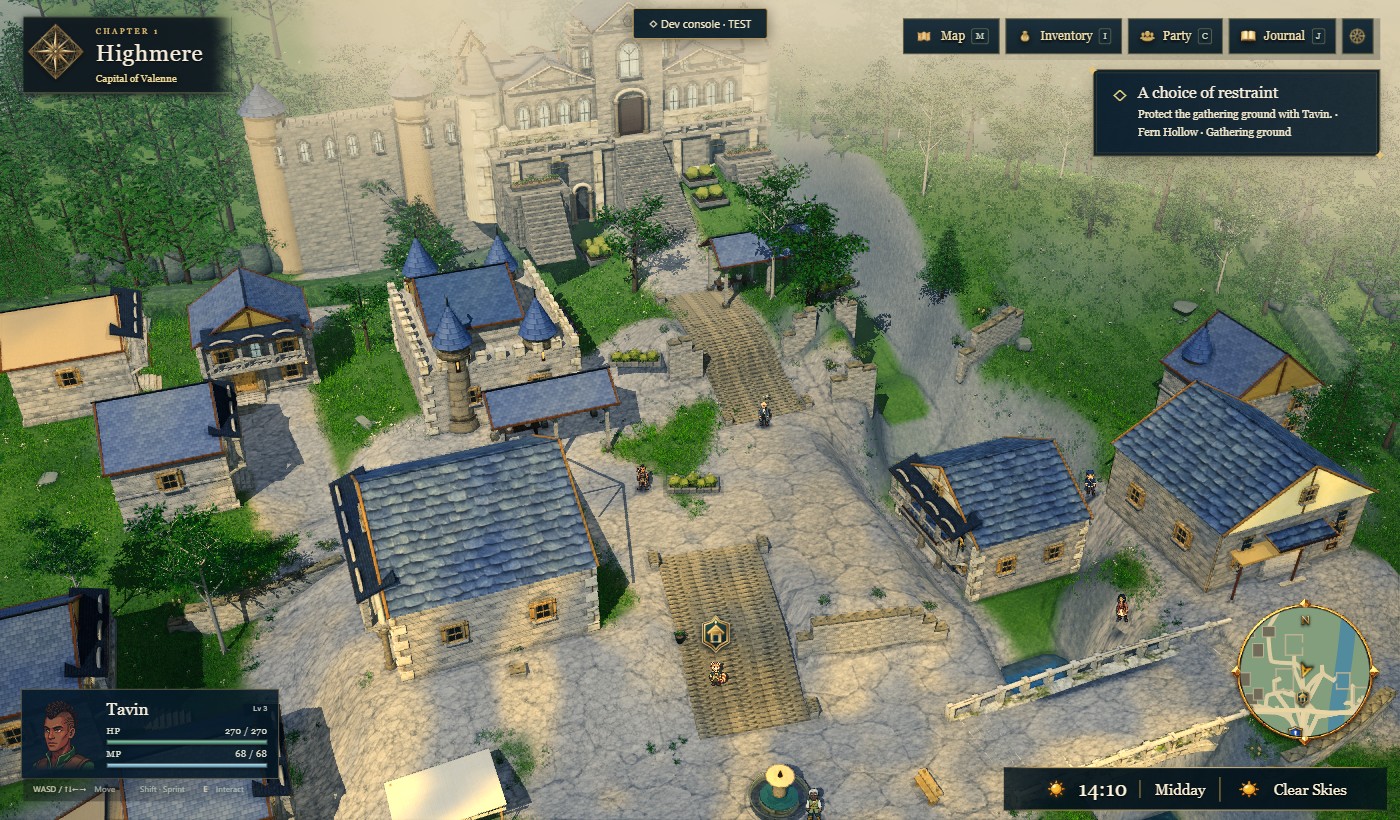 CHAPTER 1
Highmere
Capital of Valenne
Dev console · TEST
Map M
Inventory I
Party C
Journal J
A choice of restraint
Protect the gathering ground with Tavin. ·
Fern Hollow · Gathering ground
Tavin
Lv 3
HP 270 / 270
MP 68 / 68
WASD / ↑↓←→ Move
Shift · Sprint
E Interact
N
14:10
Midday
Clear Skies